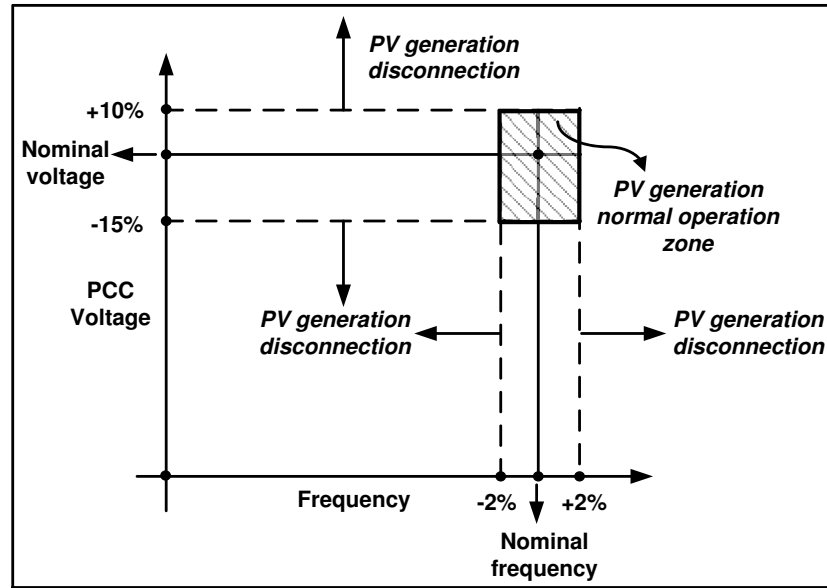 PV generation
disconnection
+10%
Nominal
voltage
PV generation
normal operation
zone
-15%
PCC
Voltage
PV generation
disconnection
PV generation
disconnection
Frequency
-2%
+2%
Nominal
frequency